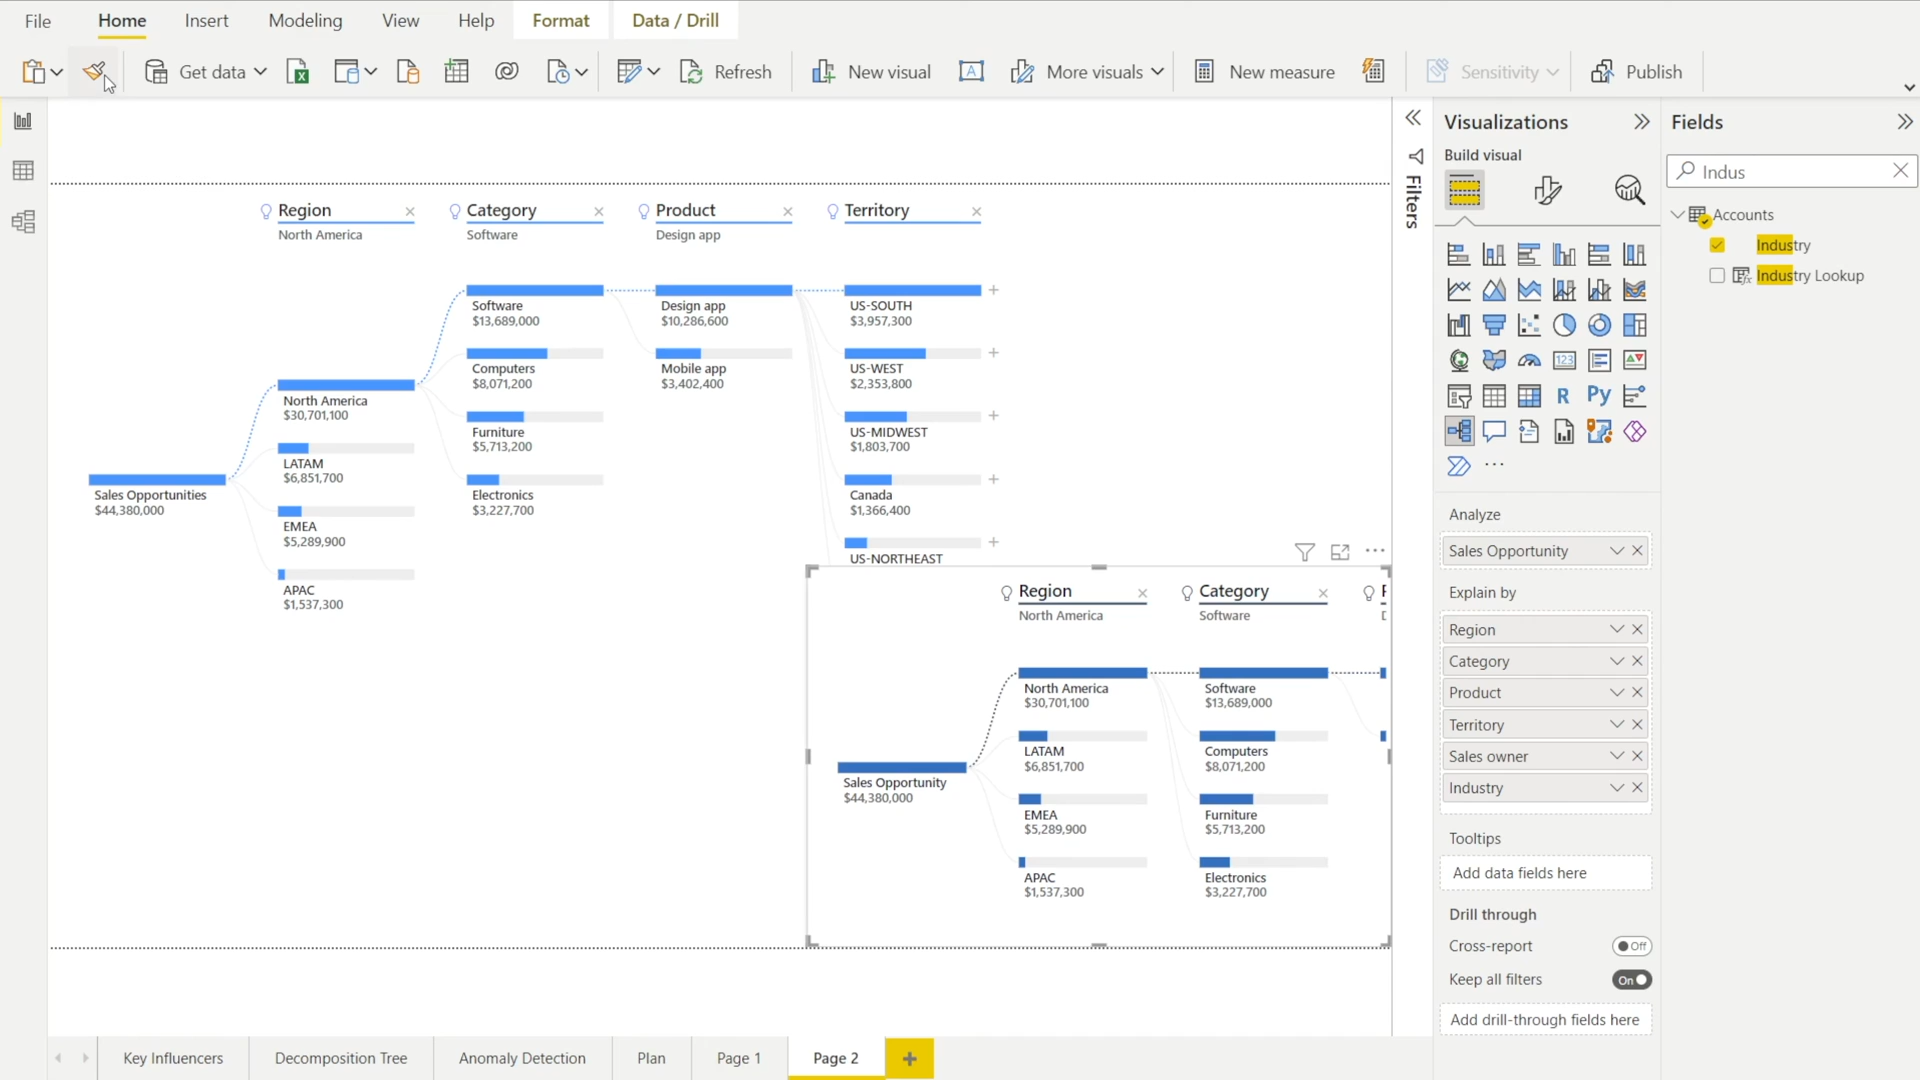 File
Home
Insert
Modeling
View
Help
Format
Data / Drill
Get data
Refresh
New visual
More visuals
New measure
Sensitivity
Publish
Region
North America
Category
Software
Product
Design app
Territory
Sales Opportunities
$44,380,000
North America
$30,701,100
LATAM
$6,851,700
EMEA
$5,289,900
APAC
$1,537,300
Software
$13,689,000
Computers
$8,071,200
Furniture
$5,713,200
Electronics
$3,227,700
Design app
$10,286,600
Mobile app
$3,402,400
US-SOUTH
$3,957,300
US-WEST
$2,353,800
US-MIDWEST
$1,803,700
Canada
$1,366,400
US-NORTHEAST
Region
North America
Category
Software
Sales Opportunity
$44,380,000
North America
$30,701,100
LATAM
$6,851,700
EMEA
$5,289,900
APAC
$1,537,300
Software
$13,689,000
Computers
$8,071,200
Furniture
$5,713,200
Electronics
$3,227,700
Filters
Visualizations
Build visual
123
R
Py
Analyze
Sales Opportunity
Explain by
Region
Category
Product
Territory
Sales owner
Industry
Tooltips
Add data fields here
Drill through
Cross-report
Off
Keep all filters
On
Add drill-through fields here
Fields
Indus
Accounts
Industry
Industry Lookup
Key Influencers
Decomposition Tree
Anomaly Detection
Plan
Page 1
Page 2